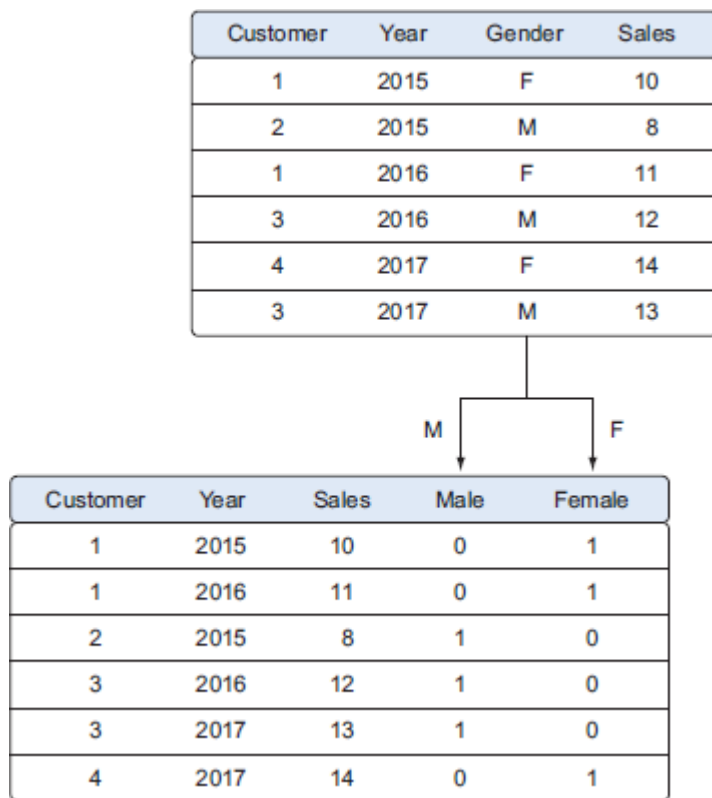 Customer Year Gender Sales
1 2015 F 10
2 2015 M 8
1 2016 F 11
3 2016 M 12
4 2017 F 14
3 2017 M 13
M F
Customer Year Sales Male Female
1 2015 10 0 1
1 2016 11 0 1
2 2015 8 1 0
3 2016 12 1 0
3 2017 13 1 0
4 2017 14 0 1